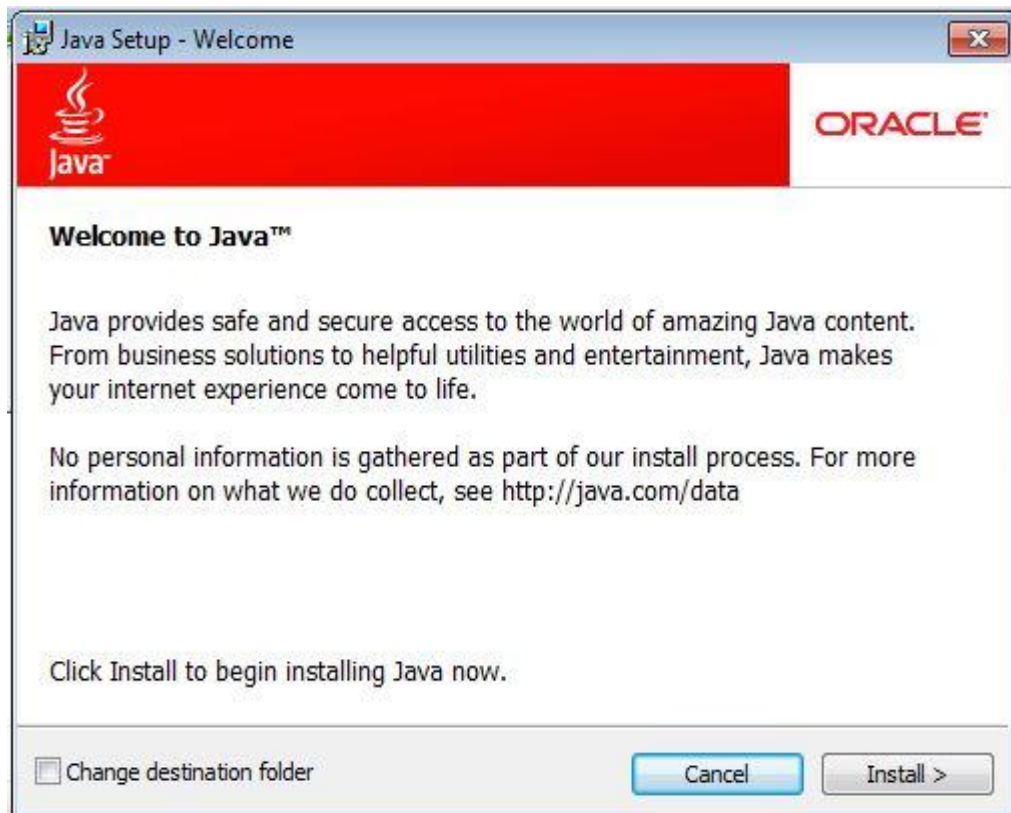 Java Setup - Welcome
Java™
ORACLE®
Welcome to Java™
Java provides safe and secure access to the world of amazing Java content.
From business solutions to helpful utilities and entertainment, Java makes
your internet experience come to life.
No personal information is gathered as part of our install process. For more
information on what we do collect, see http://java.com/data
Click Install to begin installing Java now.
Change destination folder
Cancel
Install >